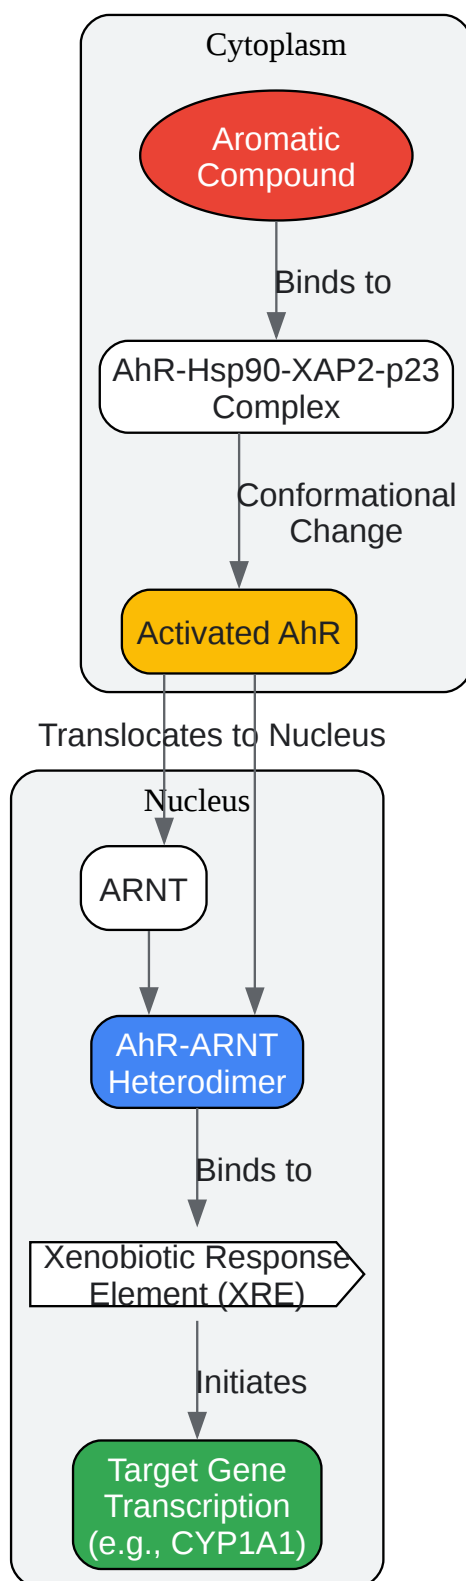 Cytoplasm
Aromatic
Compound
Binds to
AhR-Hsp90-XAP2-p23
Complex
Conformational
Change
Activated AhR
Translocates to Nucleus
Nucleus
ARNT
AhR-ARNT
Heterodimer
Binds to
Xenobiotic Response
Element (XRE)
Initiates
Target Gene
Transcription
(e.g., CYP1A1)